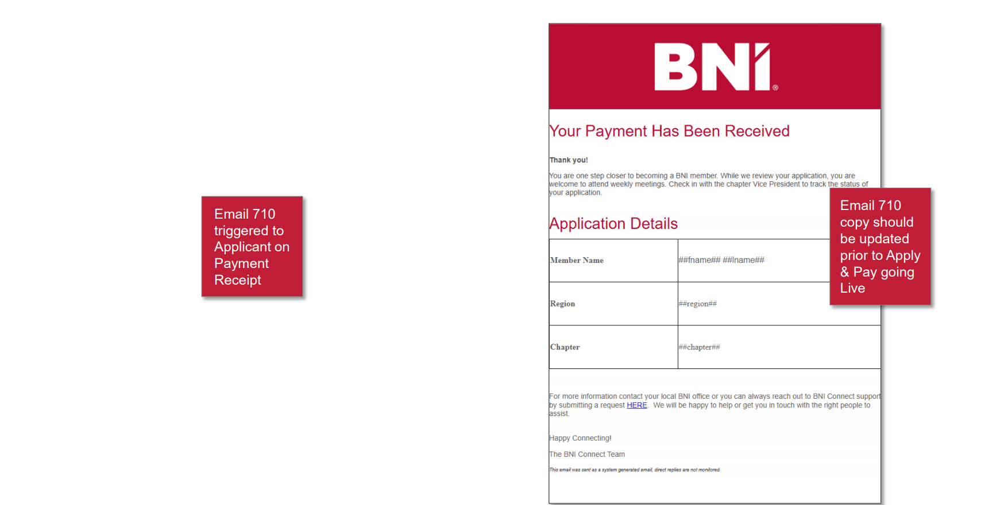 Email 710
triggered to
Applicant on
Payment
Receipt
BNI®
Your Payment Has Been Received
Thank you!
You are one step closer to becoming a BNI member. While we review your application, you are
welcome to attend weekly meetings. Check in with the chapter Vice President to track the status of
your application.
Email 710
copy should
be updated
prior to Apply
& Pay going
Live
Application Details
Member Name ##fname## ##lname##
Region ##region##
Chapter ##chapter##
For more information contact your local BNI office or you can always reach out to BNI Connect support
by submitting a request HERE.  We will be happy to help or get you in touch with the right people to
assist.
Happy Connecting!
The BNI Connect Team
This email was sent as a system generated email, direct replies are not monitored.